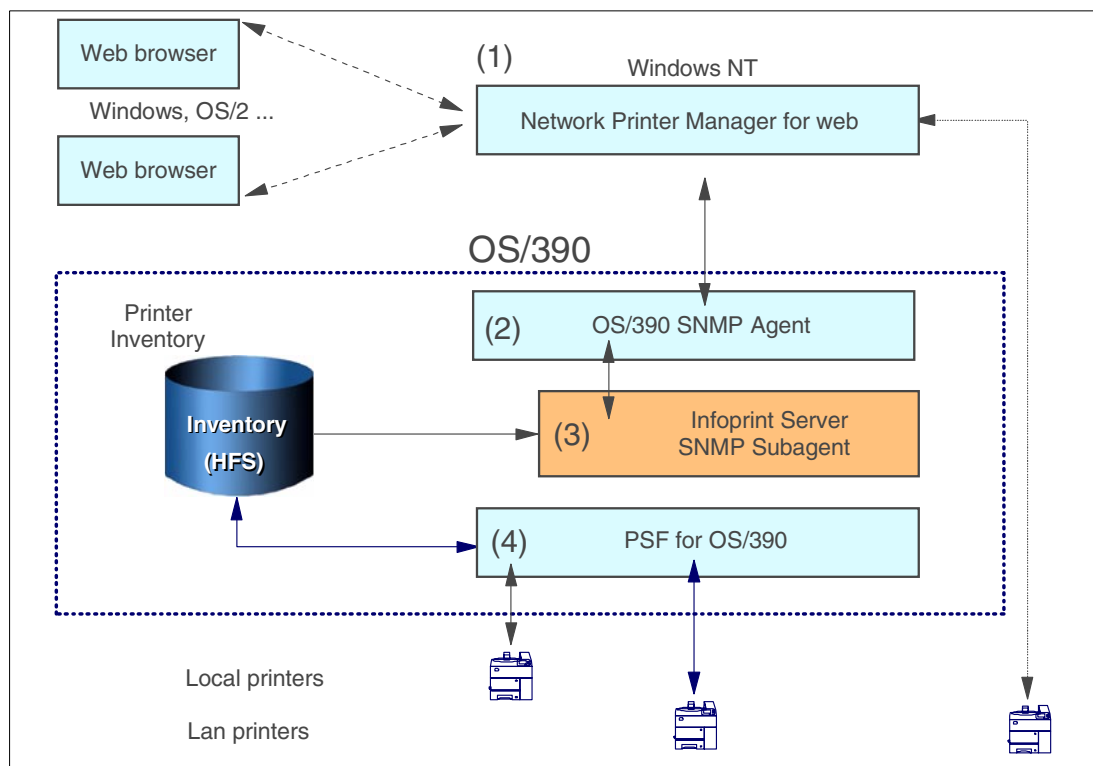 Web browser
(1)
Windows NT
Windows, OS/2 ...
Network Printer Manager for web
Web browser
OS/390
Printer
Inventory
(2)
OS/390 SNMP Agent
Inventory
(HFS)
(3)
Infoprint Server
SNMP Subagent
(4)
PSF for OS/390
Local printers
Lan printers